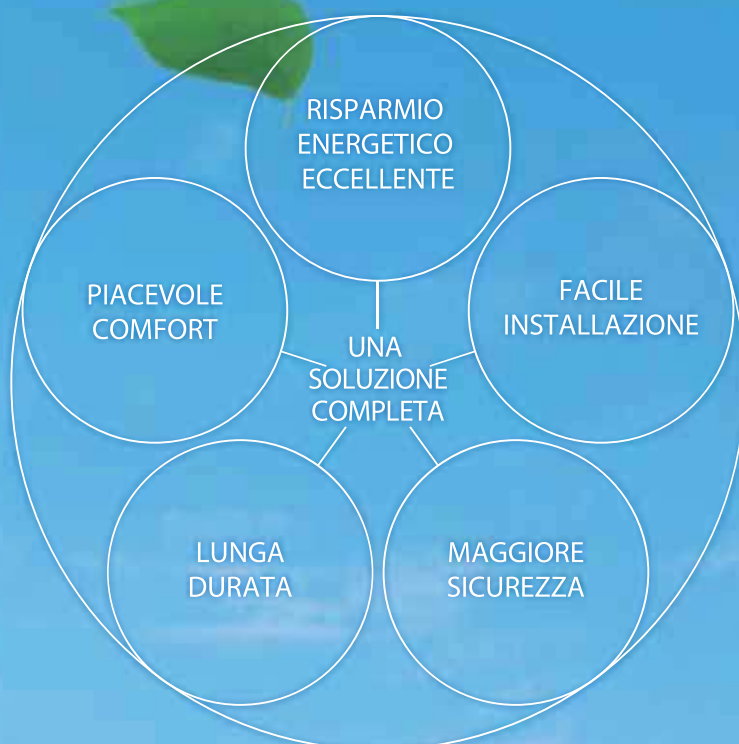 RISPARMIO
ENERGETICO
ECCELLENTE
PIACEVOLE
COMFORT
FACILE
INSTALLAZIONE
UNA
SOLUZIONE
COMPLETA
LUNGA
DURATA
MAGGIORE
SICUREZZA